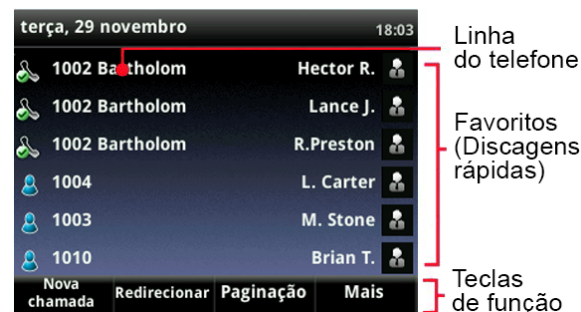 terça, 29 novembro 18:03
1002 Bartholom Hector R.
1002 Bartholom Lance J.
1002 Bartholom R.Preston
1004 L. Carter
1003 M. Stone
1010 Brian T.
Nova
chamada
Redirecionar
Paginação
Mais
Linha
do telefone
Favoritos
(Discagens
rápidas)
Teclas
de função